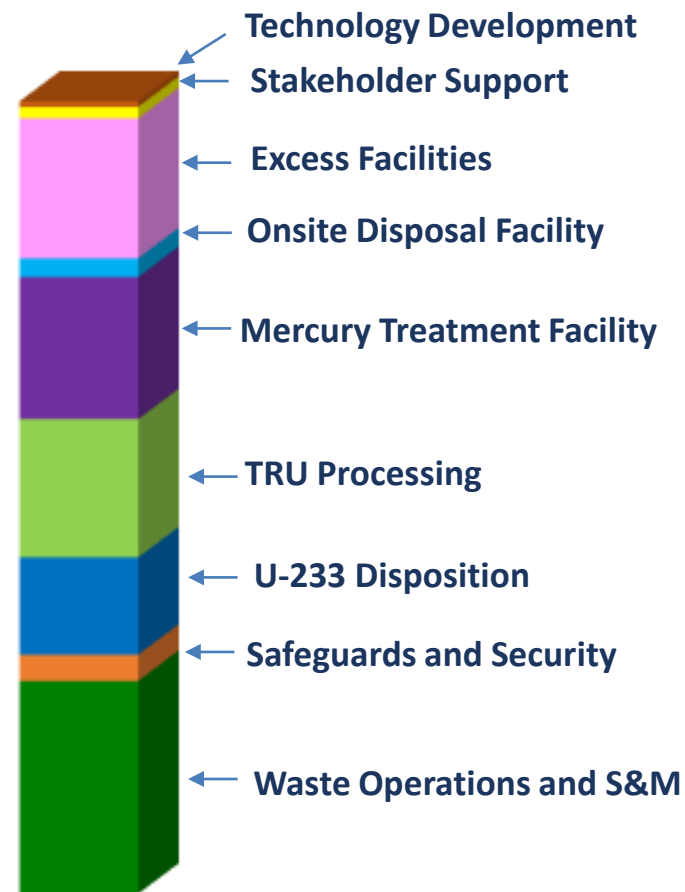 Technology Development
Stakeholder Support
Excess Facilities
Onsite Disposal Facility
Mercury Treatment Facility
TRU Processing
U-233 Disposition
Safeguards and Security
Waste Operations and S&M